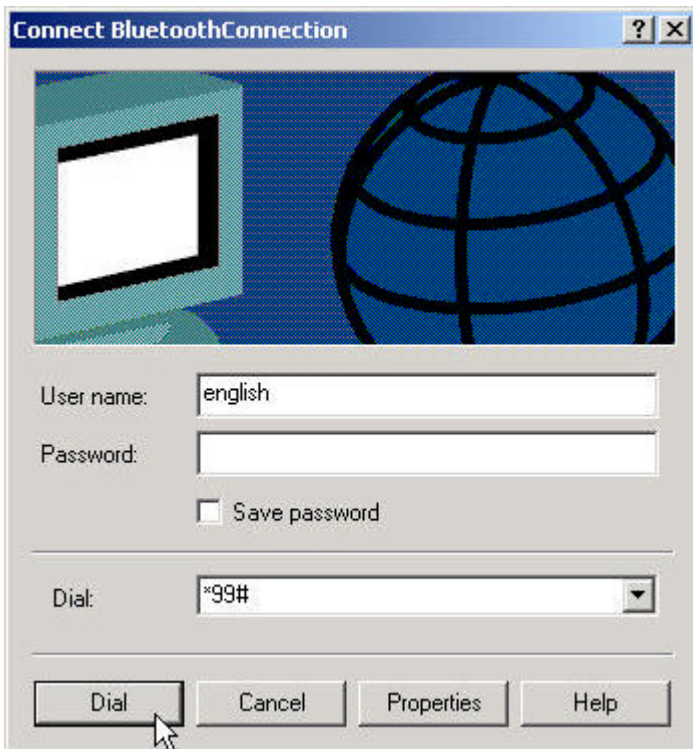 Connect BluetoothConnection
User name: english
Password:
Save password
Dial: *99#
Dial Cancel Properties Help